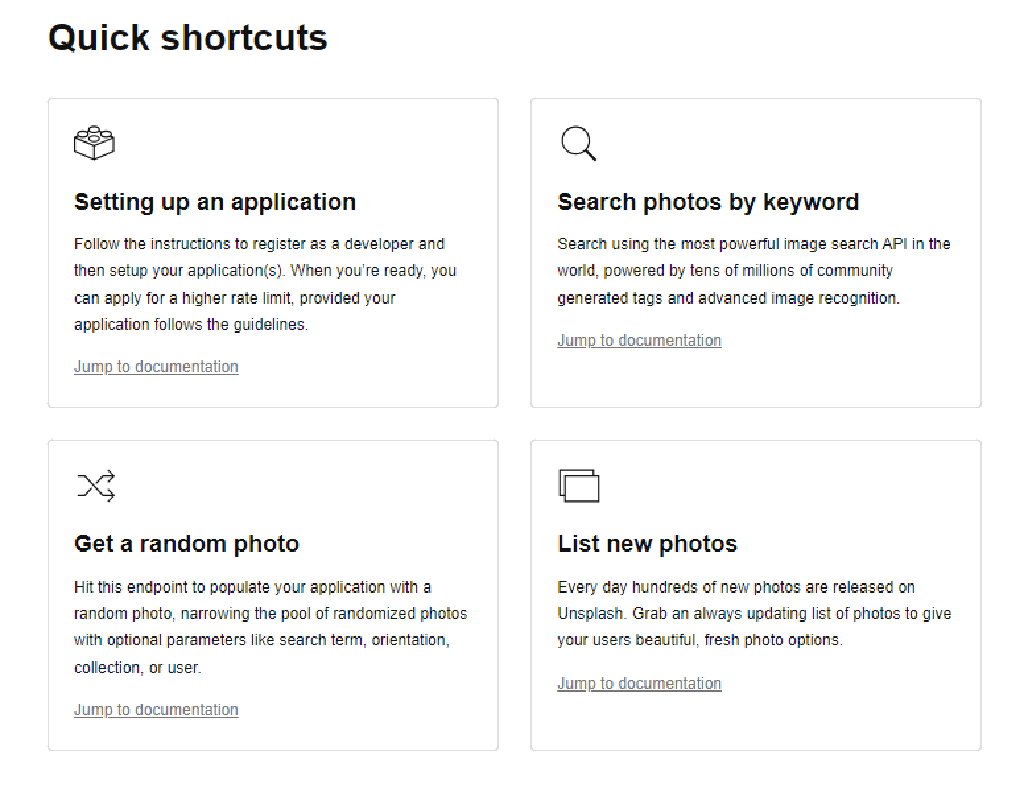 Quick shortcuts
Setting up an application
Follow the instructions to register as a developer and
then setup your application(s). When you're ready, you
can apply for a higher rate limit, provided your
application follows the guidelines.
Jump to documentation
Search photos by keyword
Search using the most powerful image search API in the
world, powered by tens of millions of community
generated tags and advanced image recognition.
Jump to documentation
Get a random photo
Hit this endpoint to populate your application with a
random photo, narrowing the pool of randomized photos
with optional parameters like search term, orientation,
collection, or user.
Jump to documentation
List new photos
Every day hundreds of new photos are released on
Unsplash. Grab an always updating list of photos to give
your users beautiful, fresh photo options.
Jump to documentation